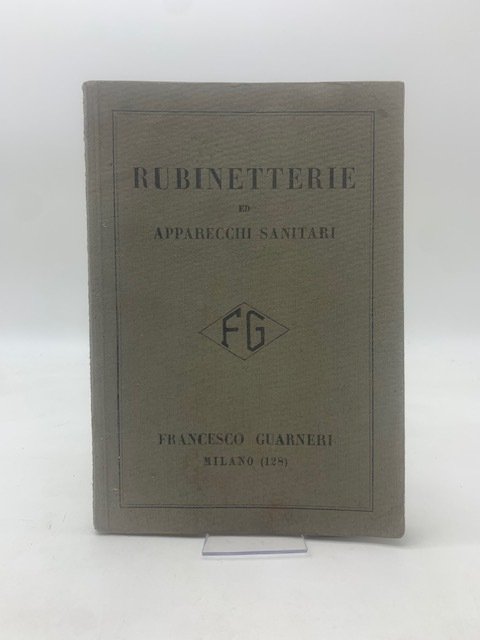 RUBINETTERIE
ED
APPARECCHI SANITARI
FG
FRANCESCO GUARNERI
MILANO (128)